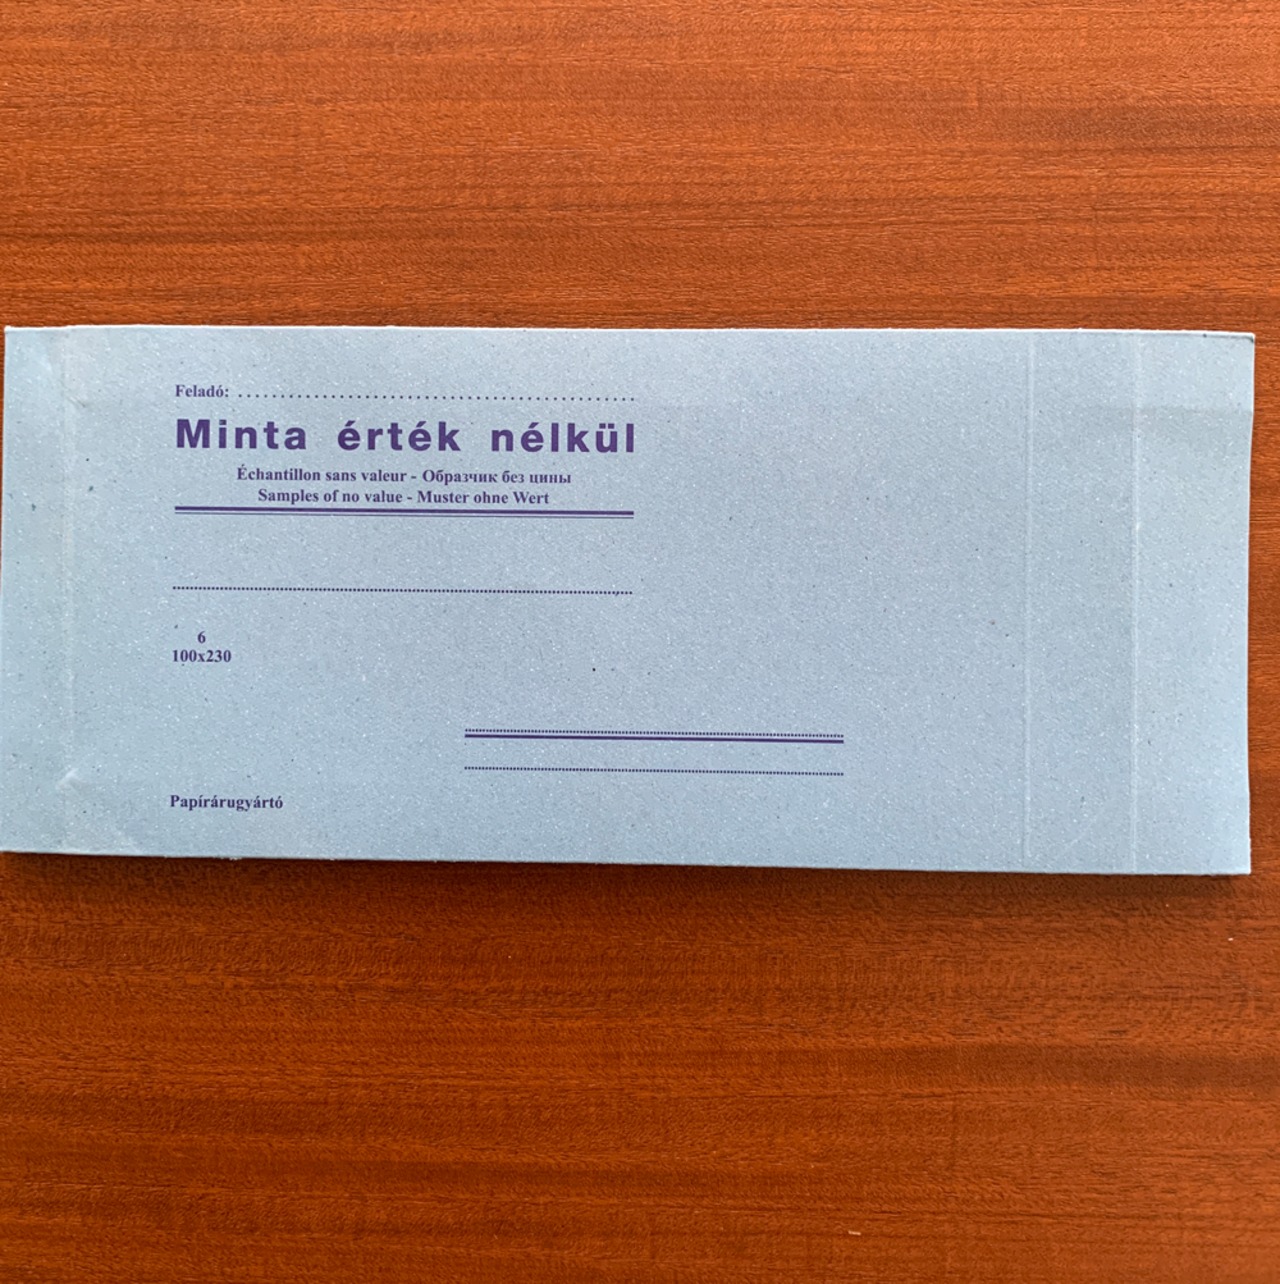 Feladó:
Minta érték nélkül
Échantillon sans valeur - Образчик без цины
Samples of no value - Muster ohne Wert
6
100x230
Papírárugyártó